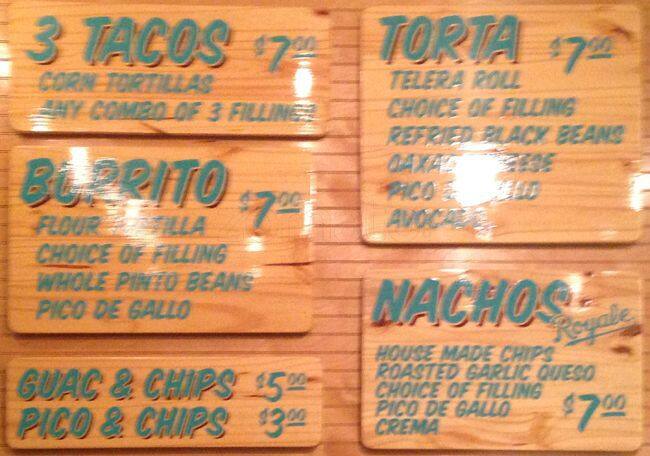 3 TACOS $7.00
CORN TORTILLAS
ANY COMBO OF 3 FILLINGS
BURRITO $7.00
FLOUR
CHOICE OF FILLING
WHOLE PINTO BEANS
PICO DE GALLO
GUAC & CHIPS $5.00
PICO & CHIPS $3.00
TORTA $7.00
TELERA ROLL
CHOICE OF FILLING
REFRIED BLACK BEANS
PICO
AVOCADO
NACHOS Royale
HOUSE MADE CHIPS
ROASTED GARLIC QUESO
CHOICE OF FILLING
PICO DE GALLO $7.00
CREMA